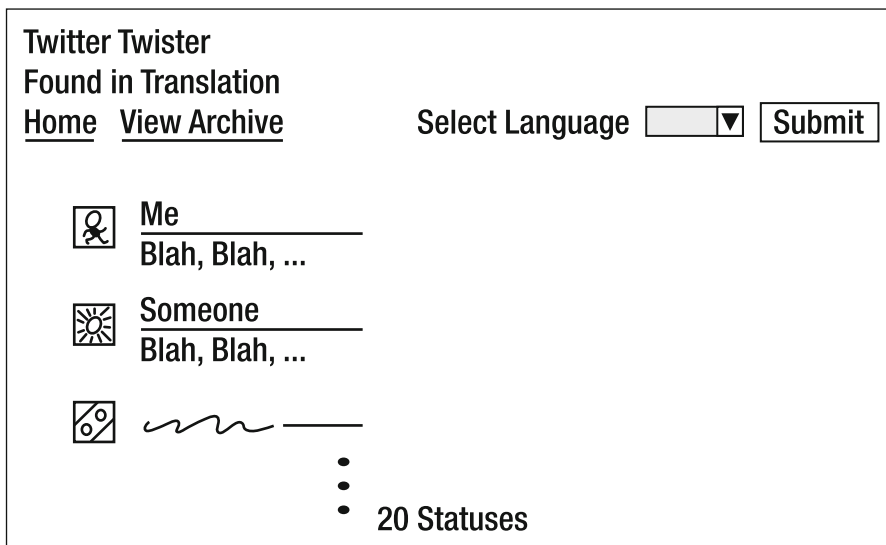 Twitter Twister
Found in Translation
Home View Archive Select Language Submit
Me
Blah, Blah, ...
Someone
Blah, Blah, ...
20 Statuses